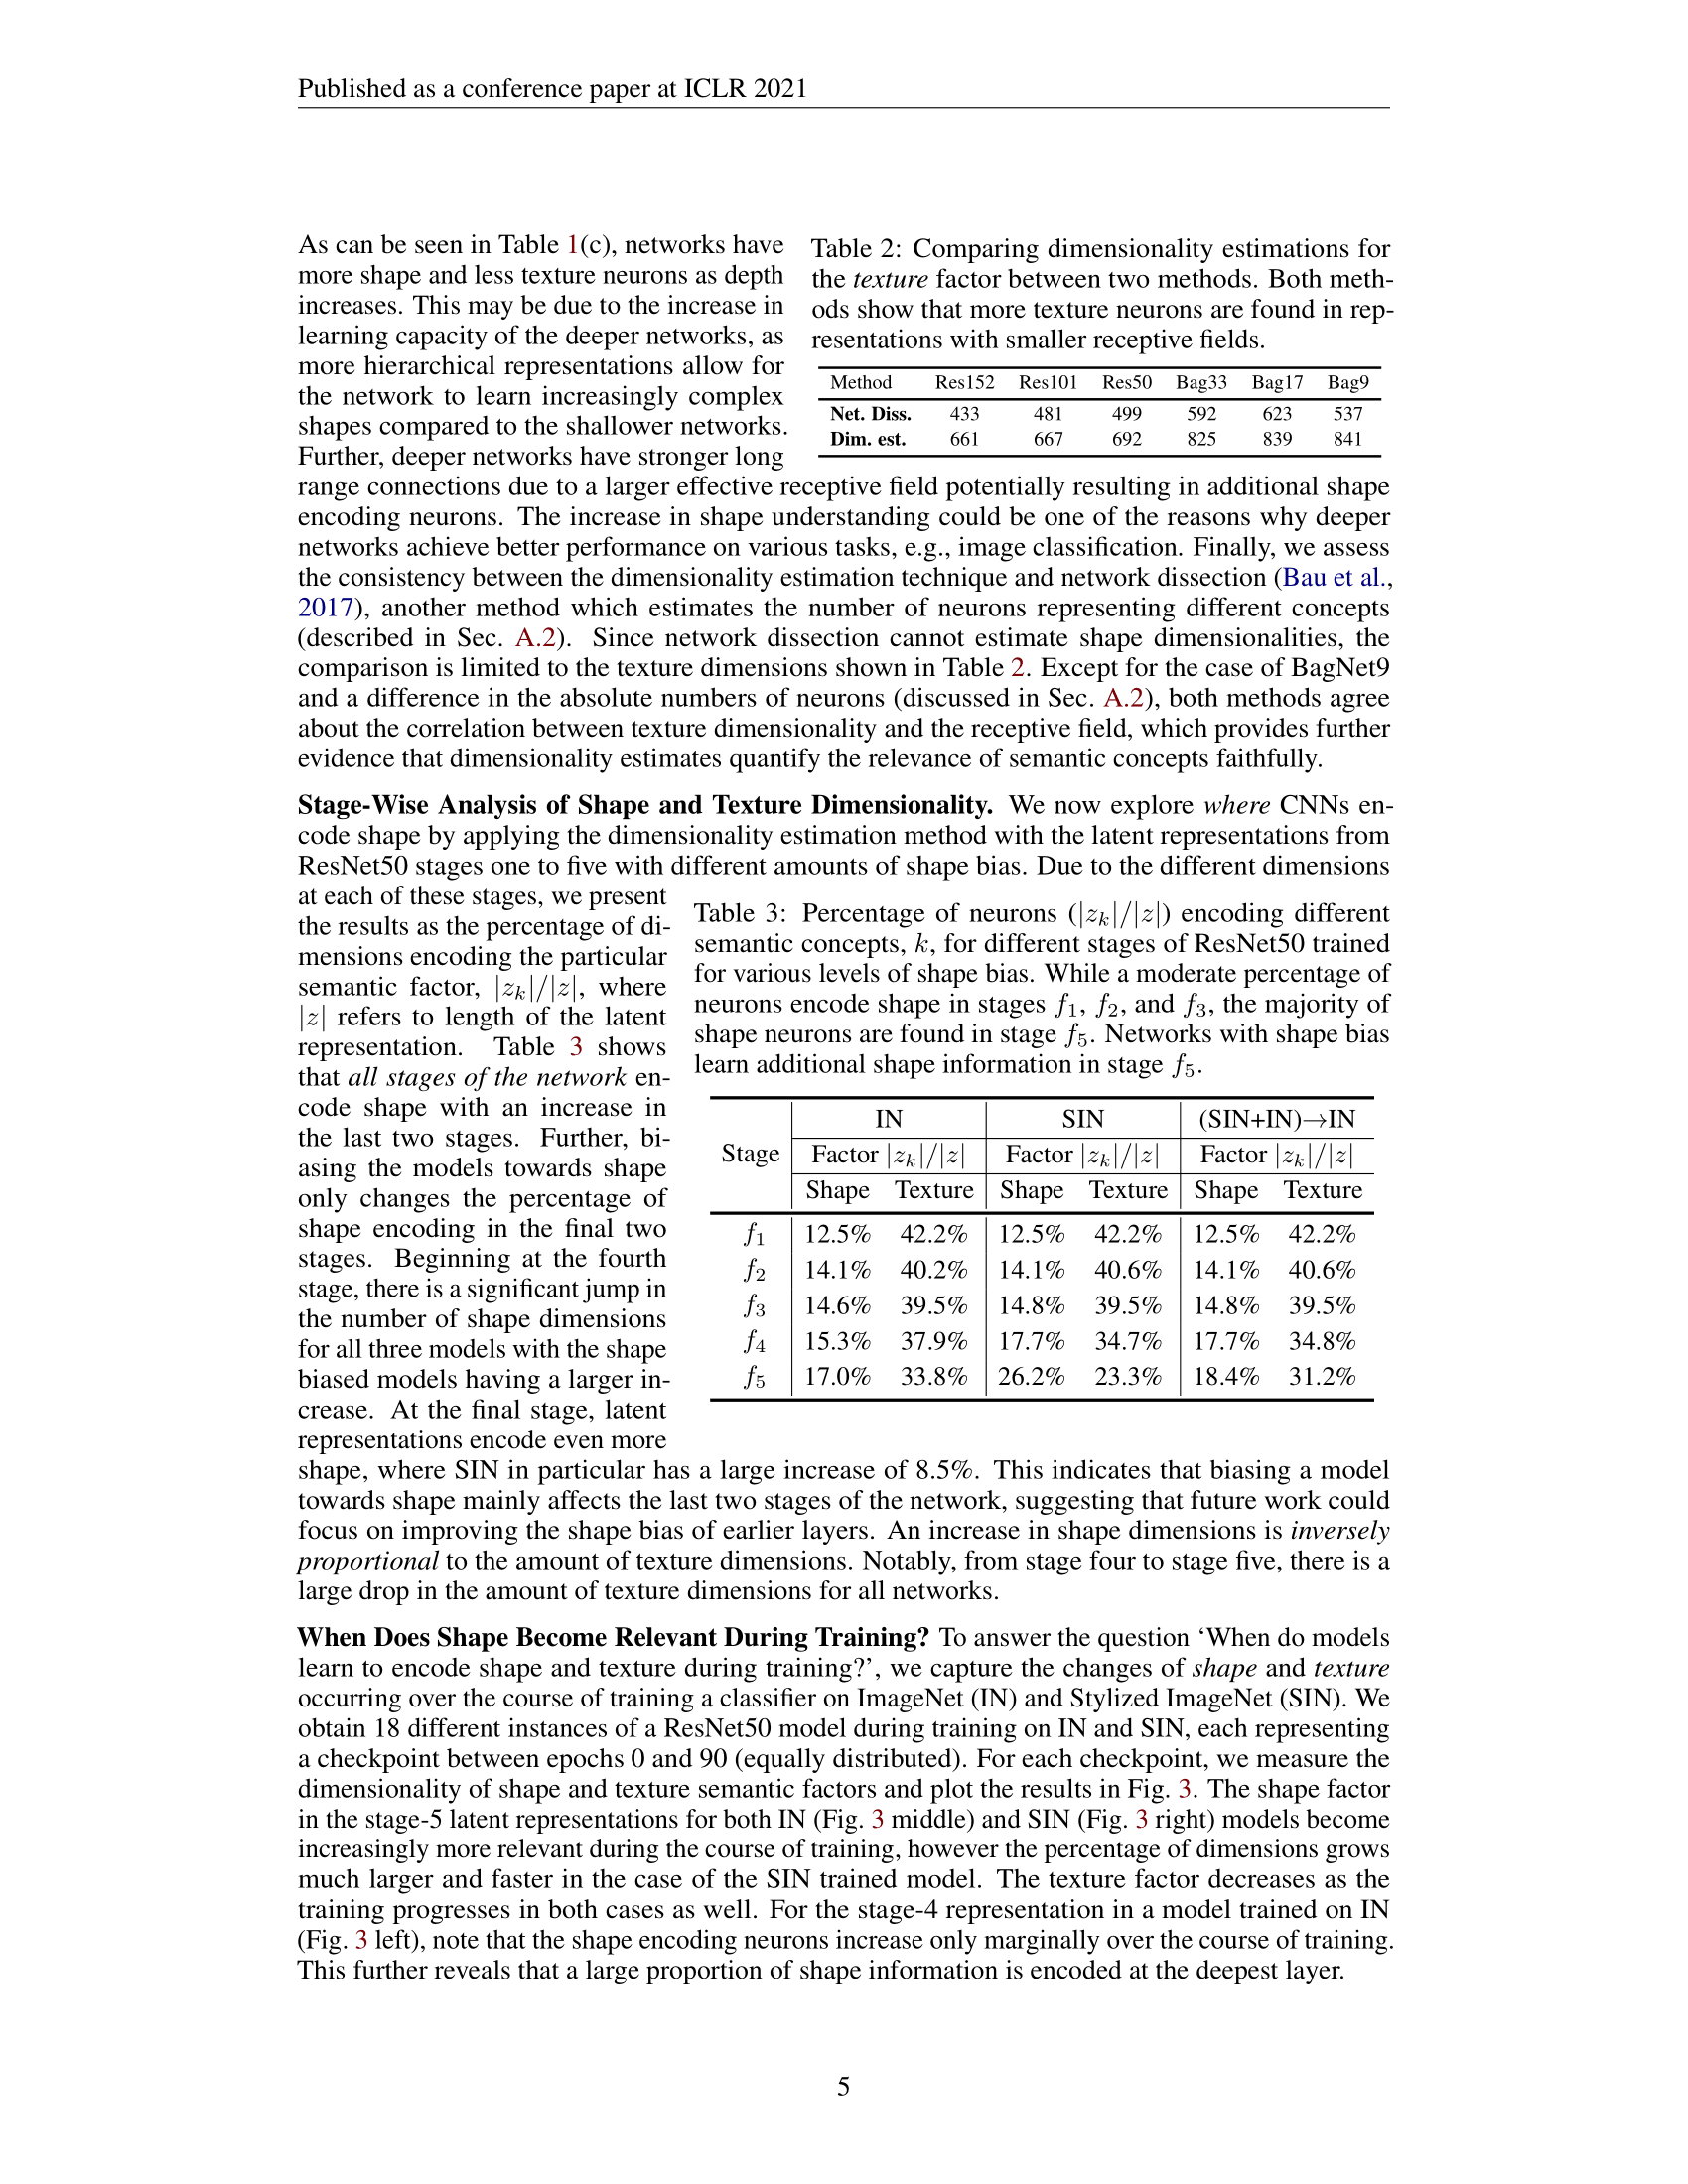 Published as a conference paper at ICLR 2021
As can be seen in Table 1(c), networks have
more shape and less texture neurons as depth
increases. This may be due to the increase in
learning capacity of the deeper networks, as
more hierarchical representations allow for
the network to learn increasingly complex
shapes compared to the shallower networks.
Further, deeper networks have stronger long
Table 2: Comparing dimensionality estimations for
the texture factor between two methods. Both meth-
ods show that more texture neurons are found in rep-
resentations with smaller receptive fields.
Method Res152 Res101 Res50 Bag33 Bag17 Bag9
Net. Diss. 433 481 499 592 623 537
Dim. est. 661 667 692 825 839 841
range connections due to a larger effective receptive field potentially resulting in additional shape
encoding neurons. The increase in shape understanding could be one of the reasons why deeper
networks achieve better performance on various tasks, e.g., image classification. Finally, we assess
the consistency between the dimensionality estimation technique and network dissection (Bau et al.,
2017), another method which estimates the number of neurons representing different concepts
(described in Sec. A.2). Since network dissection cannot estimate shape dimensionalities, the
comparison is limited to the texture dimensions shown in Table 2. Except for the case of BagNet9
and a difference in the absolute numbers of neurons (discussed in Sec. A.2), both methods agree
about the correlation between texture dimensionality and the receptive field, which provides further
evidence that dimensionality estimates quantify the relevance of semantic concepts faithfully.
Stage-Wise Analysis of Shape and Texture Dimensionality. We now explore where CNNs en-
code shape by applying the dimensionality estimation method with the latent representations from
ResNet50 stages one to five with different amounts of shape bias. Due to the different dimensions
at each of these stages, we present
the results as the percentage of di-
mensions encoding the particular
semantic factor, |z_k|/|z|, where
|z| refers to length of the latent
representation. Table 3 shows
that all stages of the network en-
code shape with an increase in
the last two stages. Further, bi-
asing the models towards shape
only changes the percentage of
shape encoding in the final two
stages. Beginning at the fourth
stage, there is a significant jump in
the number of shape dimensions
for all three models with the shape
biased models having a larger in-
crease. At the final stage, latent
representations encode even more
Table 3: Percentage of neurons (|z_k|/|z|) encoding different
semantic concepts, k, for different stages of ResNet50 trained
for various levels of shape bias. While a moderate percentage of
neurons encode shape in stages f₁, f₂, and f₃, the majority of
shape neurons are found in stage f₅. Networks with shape bias
learn additional shape information in stage f₅.
IN SIN (SIN+IN)→IN
Stage Factor |z_k|/|z| Factor |z_k|/|z| Factor |z_k|/|z|
Shape Texture Shape Texture Shape Texture
f₁ 12.5% 42.2% 12.5% 42.2% 12.5% 42.2%
f₂ 14.1% 40.2% 14.1% 40.6% 14.1% 40.6%
f₃ 14.6% 39.5% 14.8% 39.5% 14.8% 39.5%
f₄ 15.3% 37.9% 17.7% 34.7% 17.7% 34.8%
f₅ 17.0% 33.8% 26.2% 23.3% 18.4% 31.2%
shape, where SIN in particular has a large increase of 8.5%. This indicates that biasing a model
towards shape mainly affects the last two stages of the network, suggesting that future work could
focus on improving the shape bias of earlier layers. An increase in shape dimensions is inversely
proportional to the amount of texture dimensions. Notably, from stage four to stage five, there is a
large drop in the amount of texture dimensions for all networks.
When Does Shape Become Relevant During Training? To answer the question ‘When do models
learn to encode shape and texture during training?’, we capture the changes of shape and texture
occurring over the course of training a classifier on ImageNet (IN) and Stylized ImageNet (SIN). We
obtain 18 different instances of a ResNet50 model during training on IN and SIN, each representing
a checkpoint between epochs 0 and 90 (equally distributed). For each checkpoint, we measure the
dimensionality of shape and texture semantic factors and plot the results in Fig. 3. The shape factor
in the stage-5 latent representations for both IN (Fig. 3 middle) and SIN (Fig. 3 right) models become
increasingly more relevant during the course of training, however the percentage of dimensions grows
much larger and faster in the case of the SIN trained model. The texture factor decreases as the
training progresses in both cases as well. For the stage-4 representation in a model trained on IN
(Fig. 3 left), note that the shape encoding neurons increase only marginally over the course of training.
This further reveals that a large proportion of shape information is encoded at the deepest layer.
5